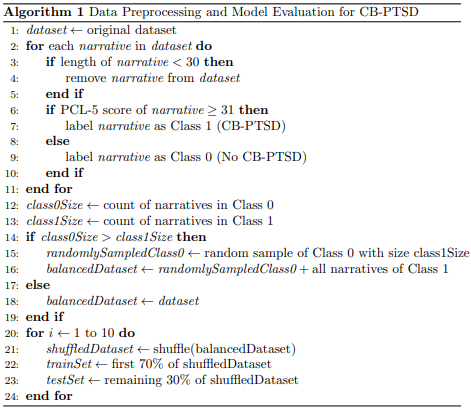 Algorithm 1 Data Preprocessing and Model Evaluation for CB-PTSD
1: dataset ← original dataset
2: for each narrative in dataset do
3: if length of narrative < 30 then
4: remove narrative from dataset
5: end if
6: if PCL-5 score of narrative ≥ 31 then
7: label narrative as Class 1 (CB-PTSD)
8: else
9: label narrative as Class 0 (No CB-PTSD)
10: end if
11: end for
12: class0Size ← count of narratives in Class 0
13: class1Size ← count of narratives in Class 1
14: if class0Size > class1Size then
15: randomlySampledClass0 ← random sample of Class 0 with size class1Size
16: balancedDataset ← randomlySampledClass0 + all narratives of Class 1
17: else
18: balancedDataset ← dataset
19: end if
20: for i ← 1 to 10 do
21: shuffledDataset ← shuffle(balancedDataset)
22: trainSet ← first 70% of shuffledDataset
23: testSet ← remaining 30% of shuffledDataset
24: end for